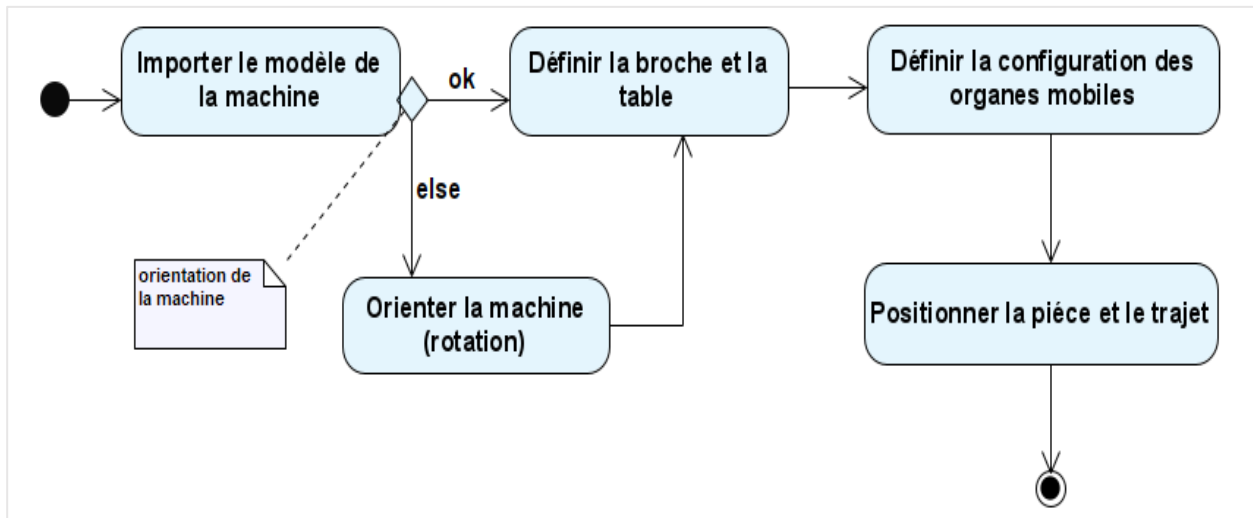 Importer le modèle de
la machine
ok
Définir la broche et la
table
Définir la configuration des
organes mobiles
else
orientation de
la machine
Orienter la machine
(rotation)
Positionner la piéce et le trajet